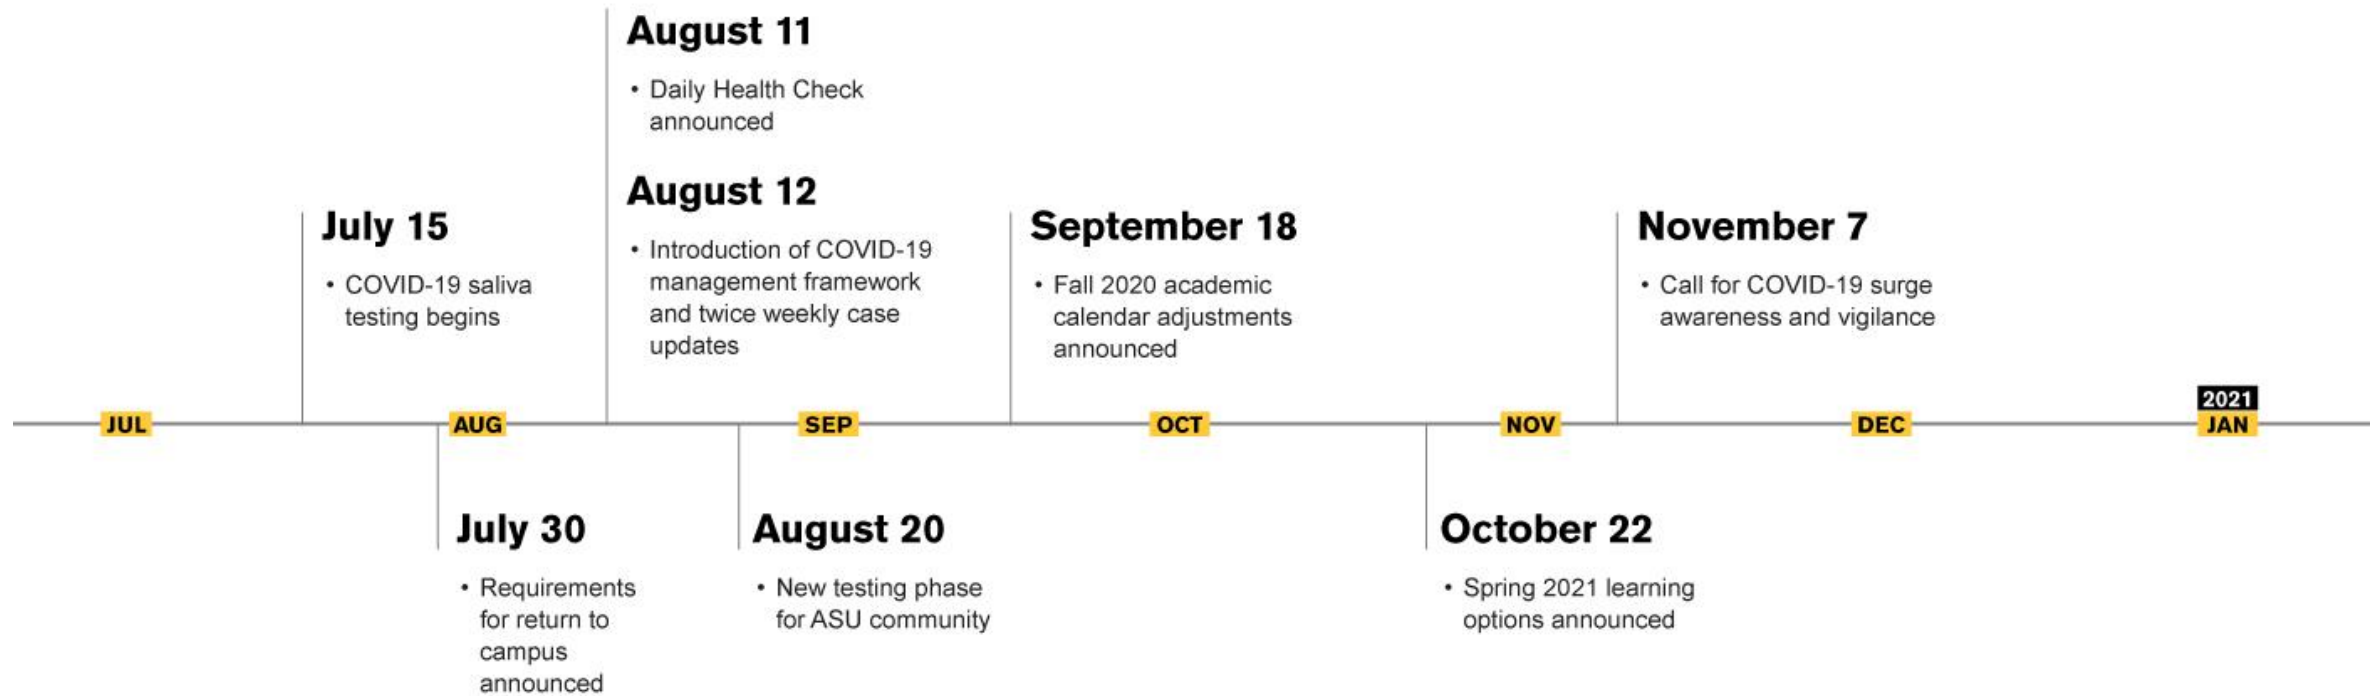 August 11
• Daily Health Check
announced
August 12
• Introduction of COVID-19
management framework
and twice weekly case
updates
July 15
• COVID-19 saliva
testing begins
September 18
• Fall 2020 academic
calendar adjustments
announced
November 7
• Call for COVID-19 surge
awareness and vigilance
2021
JUL AUG SEP OCT NOV DEC JAN
July 30
• Requirements
for return to
campus
announced
August 20
• New testing phase
for ASU community
October 22
• Spring 2021 learning
options announced